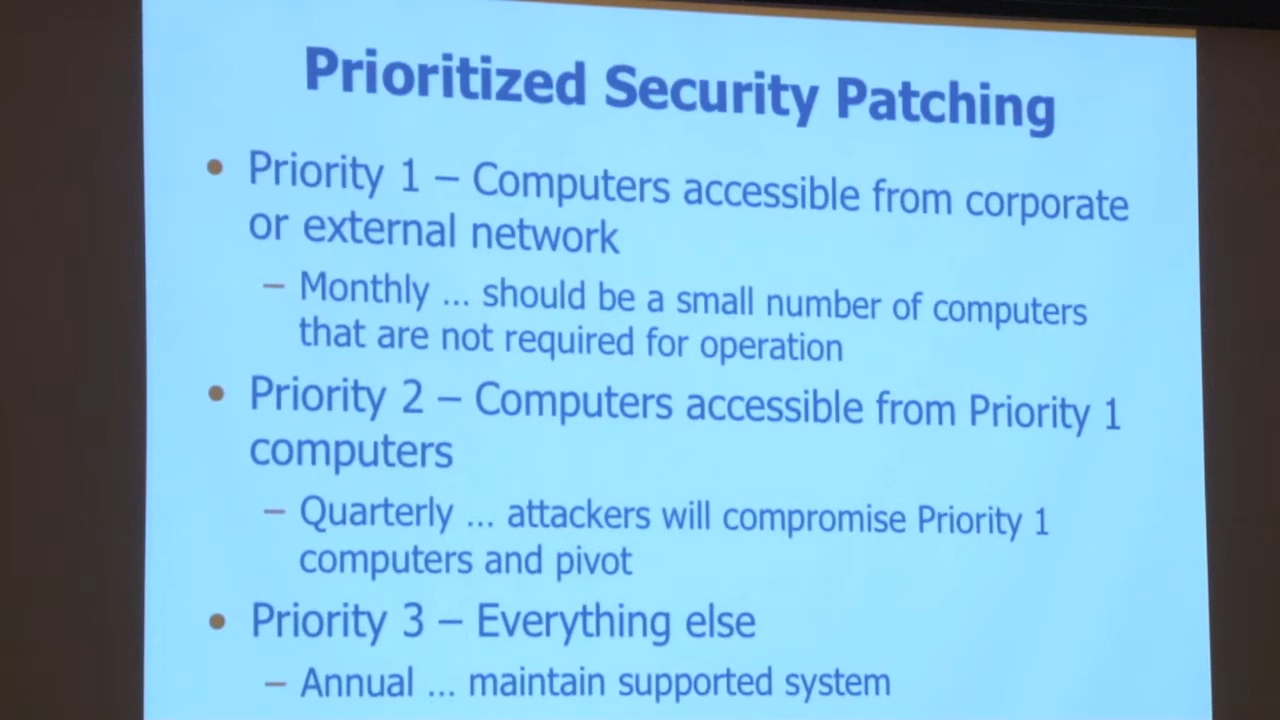 Prioritized Security Patching
• Priority 1 – Computers accessible from corporate
or external network
– Monthly ... should be a small number of computers
that are not required for operation
• Priority 2 – Computers accessible from Priority 1
computers
– Quarterly ... attackers will compromise Priority 1
computers and pivot
• Priority 3 – Everything else
– Annual ... maintain supported system